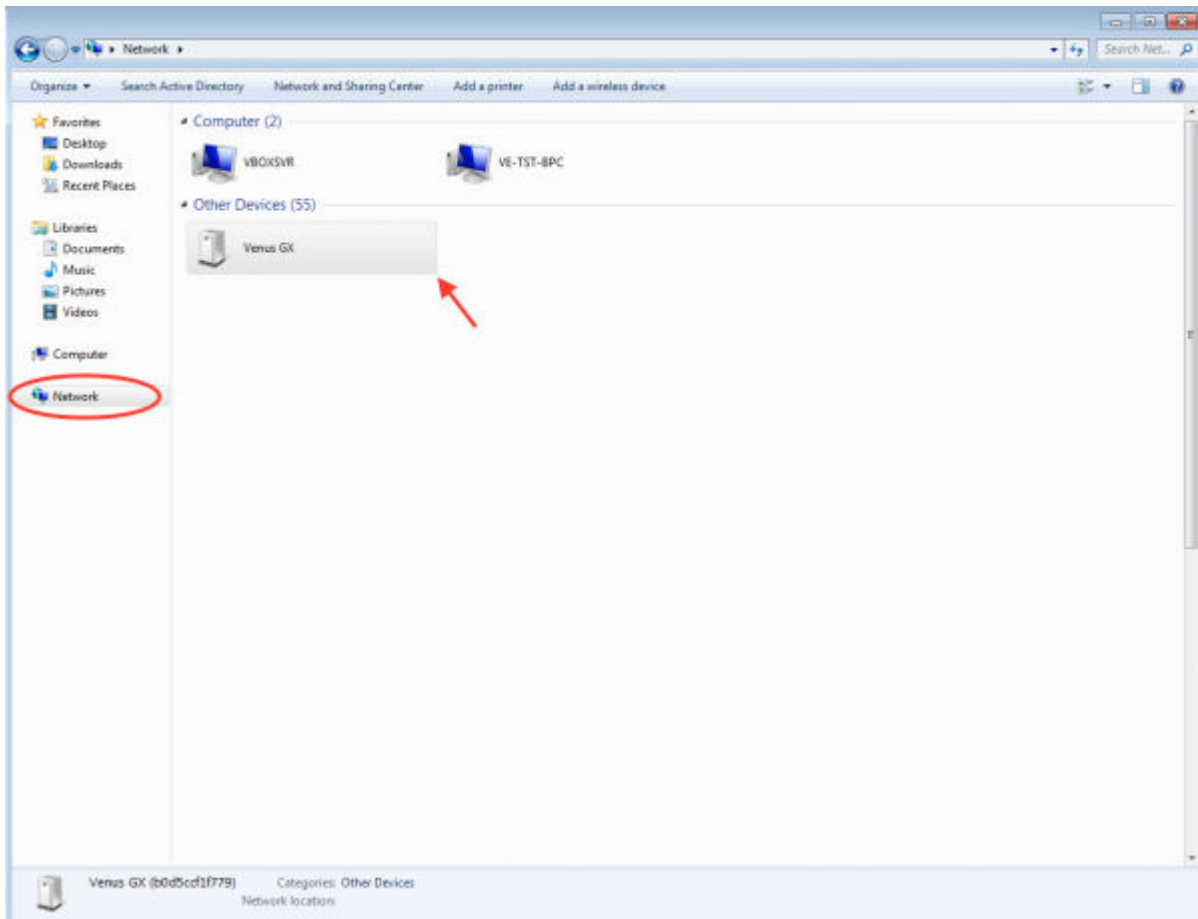 Network
Search Net...
Organize Search Active Directory Network and Sharing Center Add a printer Add a wireless device
Favorites
Desktop
Downloads
Recent Places
Libraries
Documents
Music
Pictures
Videos
Computer
Network
Computer (2)
VBOXSVR VE-TST-8PC
Other Devices (55)
Venus GX
Venus GX (b0d5ccf1f779) Categories: Other Devices
Network location: